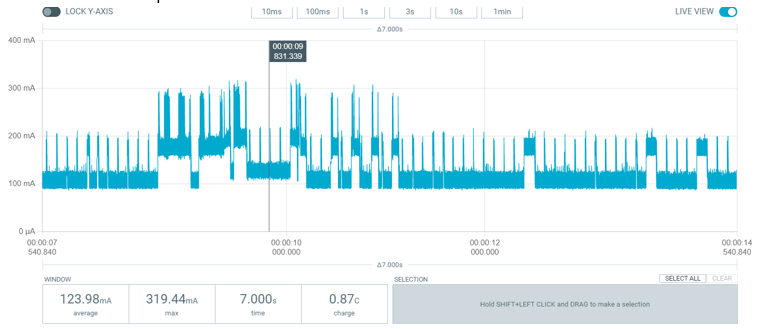 LOCK Y-AXIS
10ms
100ms
1s
3s
10s
1min
LIVE VIEW
Δ7.000s
400 mA
300 mA
200 mA
100 mA
0 µA
00:00:09
831.339
00:00:07
540.840
00:00:10
000.000
00:00:12
000.000
00:00:14
540.840
Δ7.000s
WINDOW
123.98mA
average
319.44mA
max
7.000s
time
0.87C
charge
SELECTION
SELECT ALL
CLEAR
Hold SHIFT+LEFT CLICK and DRAG to make a selection